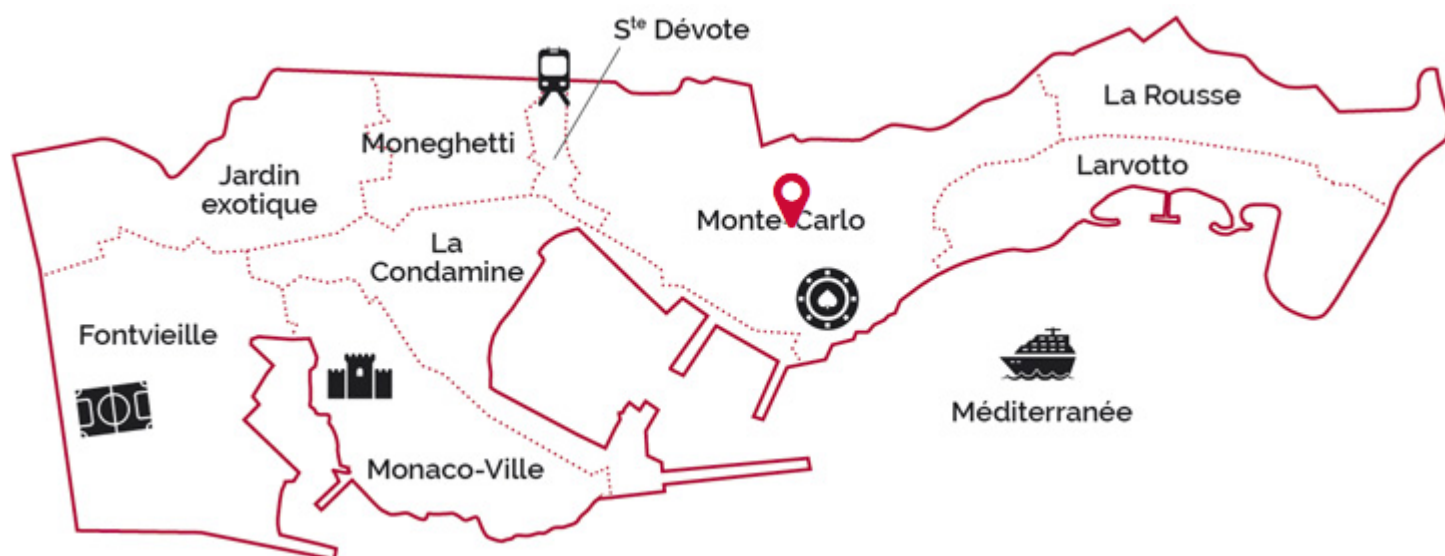 Sᵗᵉ Dévote
La Rousse
Moneghetti
Larvotto
Jardin
exotique
Monte-Carlo
La
Condamine
Fontvieille
Méditerranée
Monaco-Ville